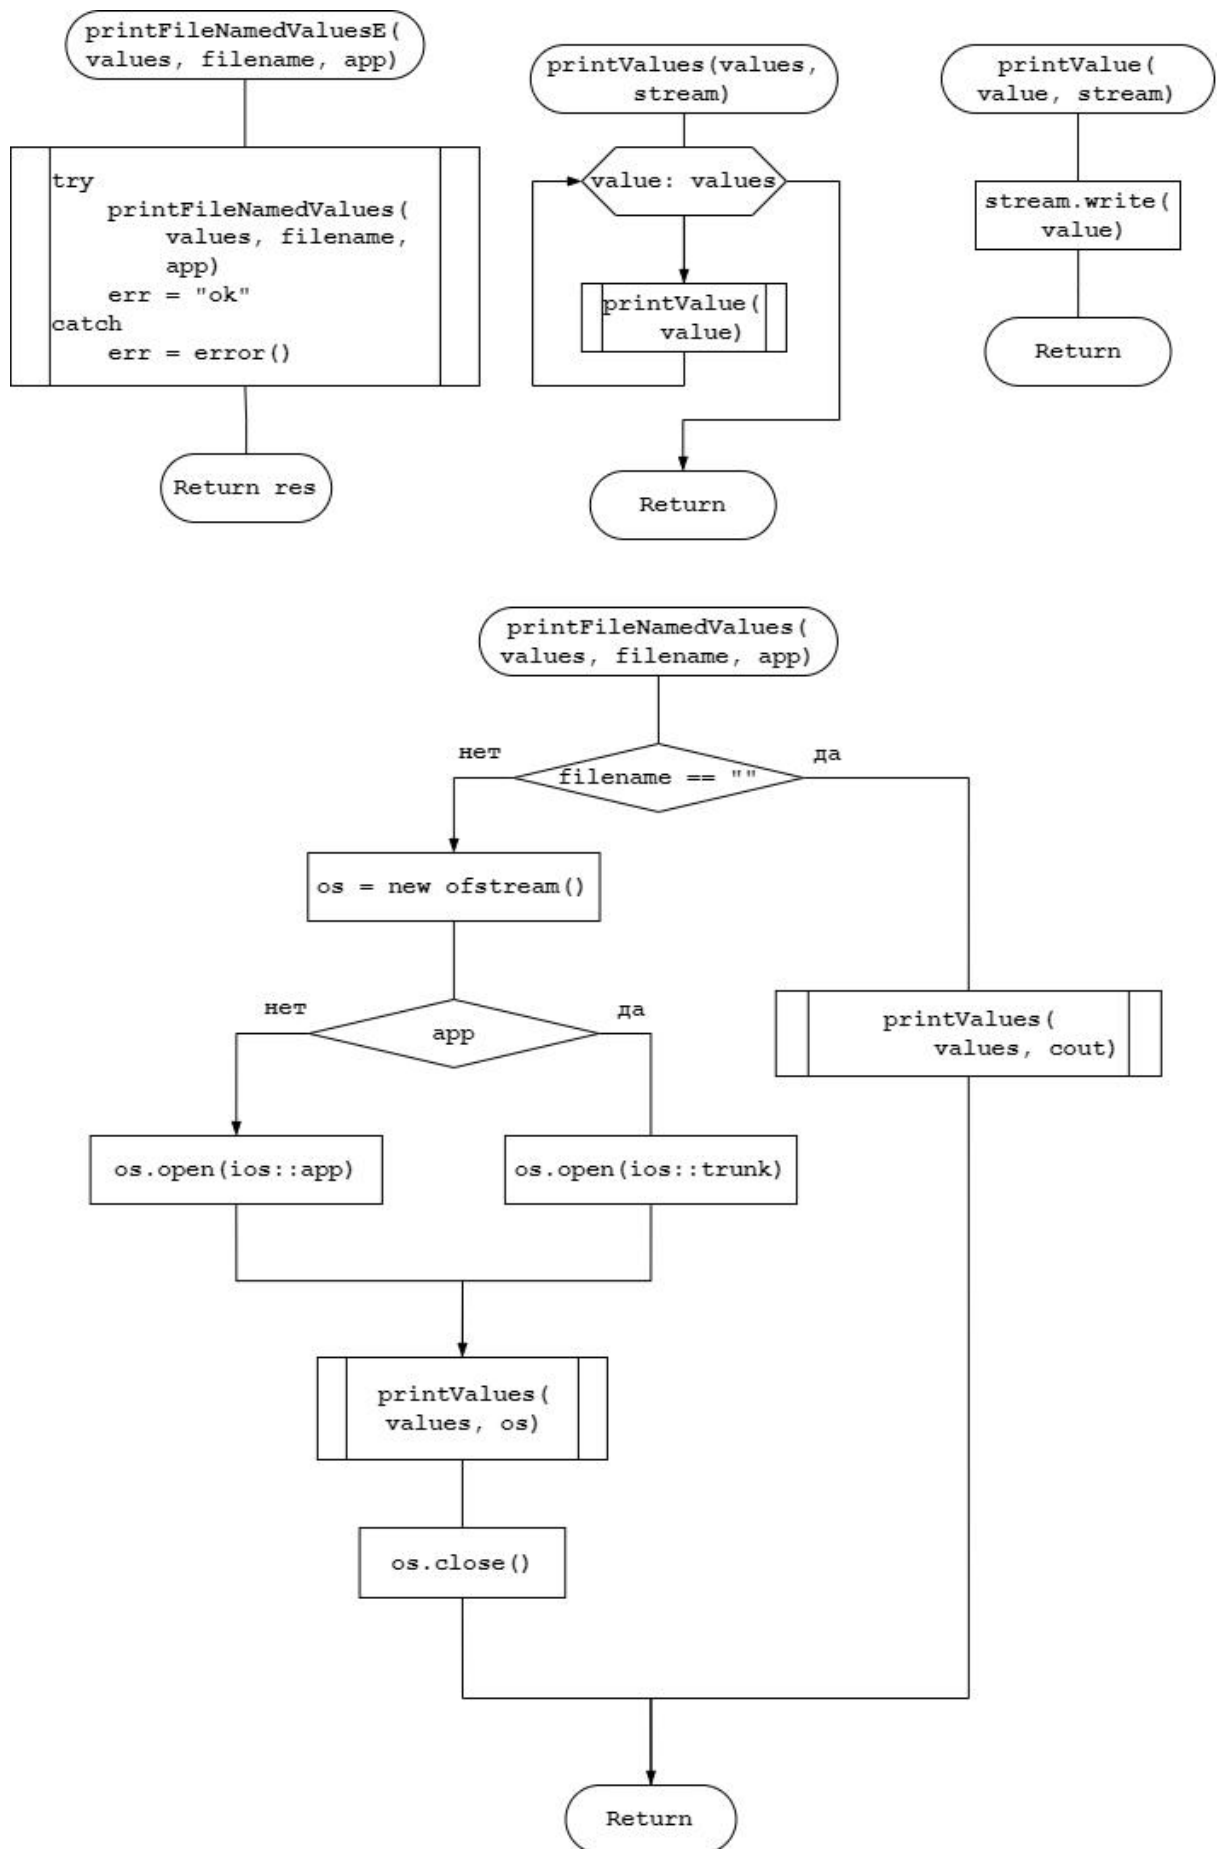 printFileNamedValuesE(
values, filename, app)
try
printFileNamedValues(
values, filename,
app)
err = "ok"
catch
err = error()
Return res
printValues(values,
stream)
value: values
printValue(
value)
Return
printValue(
value, stream)
stream.write(
value)
Return
printFileNamedValues(
values, filename, app)
нет
да
filename == ""
os = new ofstream()
нет
да
app
printValues(
values, cout)
os.open(ios::app)
os.open(ios::trunk)
printValues(
values, os)
os.close()
Return